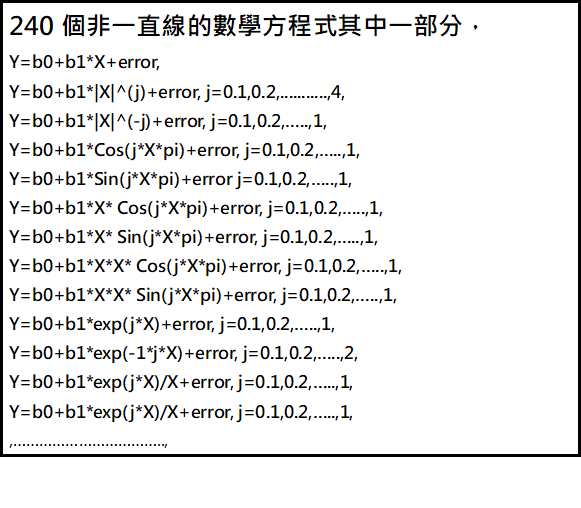 240 個非一直線的數學方程式其中一部分，
Y=b0+b1*X+error,
Y=b0+b1*|X|^(j)+error, j=0.1,0.2,...........,4,
Y=b0+b1*|X|^(-j)+error, j=0.1,0.2,.....,1,
Y=b0+b1*Cos(j*X*pi)+error, j=0.1,0.2,.....,1,
Y=b0+b1*Sin(j*X*pi)+error j=0.1,0.2,.....,1,
Y=b0+b1*X* Cos(j*X*pi)+error, j=0.1,0.2,.....,1,
Y=b0+b1*X* Sin(j*X*pi)+error, j=0.1,0.2,.....,1,
Y=b0+b1*X*X* Cos(j*X*pi)+error, j=0.1,0.2,.....,1,
Y=b0+b1*X*X* Sin(j*X*pi)+error, j=0.1,0.2,.....,1,
Y=b0+b1*exp(j*X)+error, j=0.1,0.2,.....,1,
Y=b0+b1*exp(-1*j*X)+error, j=0.1,0.2,.....,2,
Y=b0+b1*exp(j*X)/X+error, j=0.1,0.2,.....,1,
Y=b0+b1*exp(j*X)/X+error, j=0.1,0.2,.....,1,
,...................................,